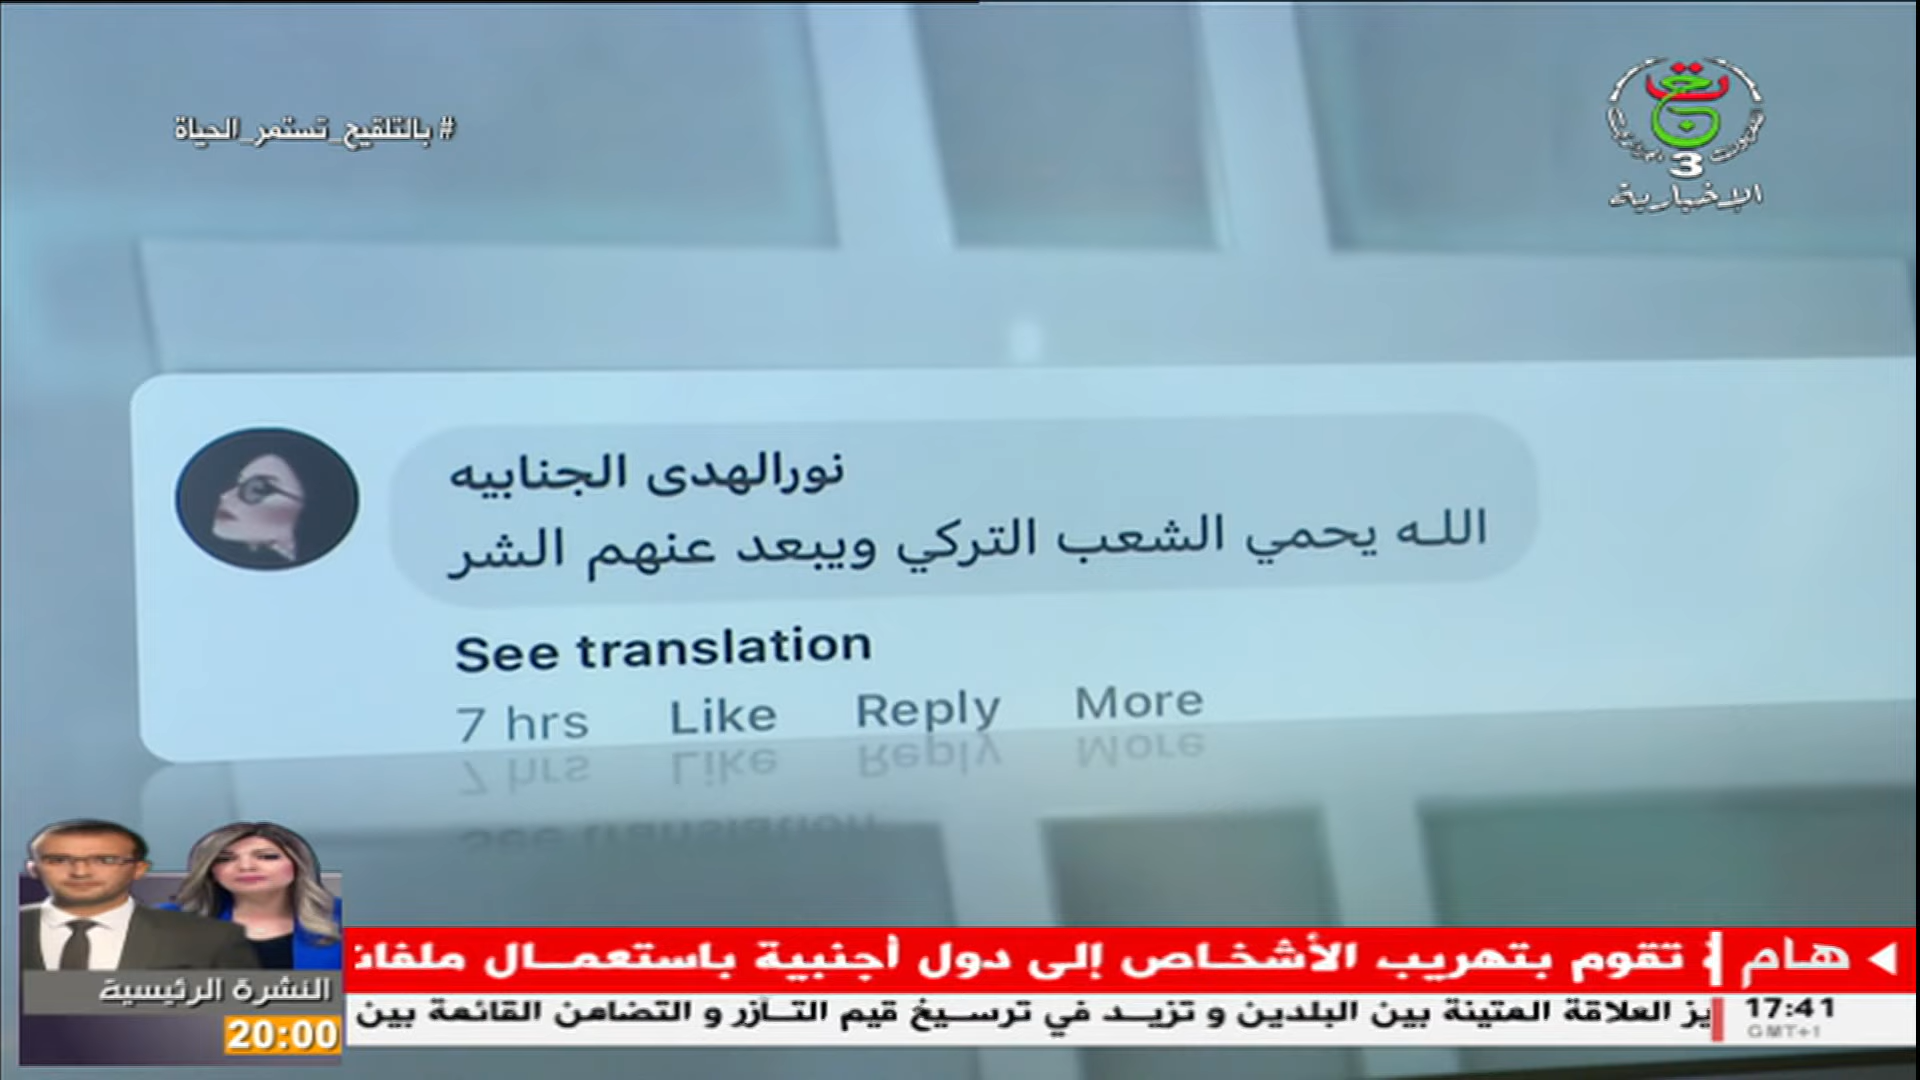 # بالتلقيح_تستمر_الحياة
3
الإخبارية
نورالهدى الجنابيه
الله يحمي الشعب التركي ويبعد عنهم الشر
See translation
7 hrs Like Reply More
هام
تقوم بتهريب الأشخاص إلى دول أجنبية باستعمال ملفات
النشرة الرئيسية
20:00
17:41
GMT+1
العلاقة المتينة بين البلدين و تزيد في ترسيخ قيم التآزر و التضامن القائمة بين